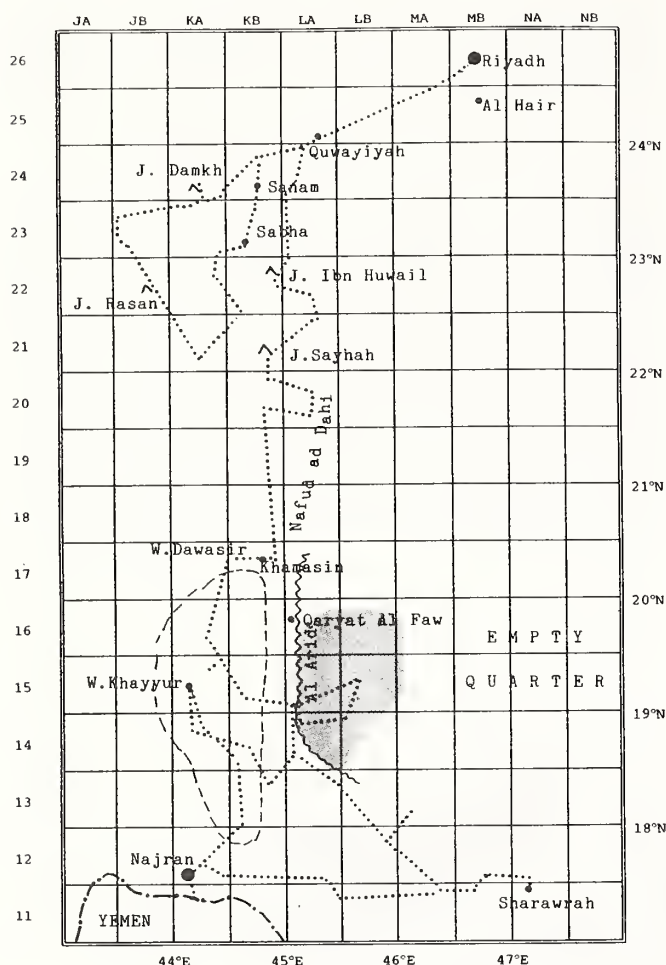 JA JB KA KB LA LB MA MB NA NB
26
Riyadh
Al Hair
25
24°N
Quwayiyah
J. Damkh
24
Sanam
23
Sabha
23°N
J. Ibn Huwail
22
J. Rasan
21
J.Sayhah
22°N
20
Nafud ad Dahi
19
21°N
18
W.Dawasir
Khamasin
17
20°N
16
Qaryat Al Faw
Al Arid
E M P T Y
W.Khayyur
15
Q U A R T E R
19°N
14
13
18°N
12
Najran
Sharawrah
11
YEMEN
44°E 45°E 46°E 47°E